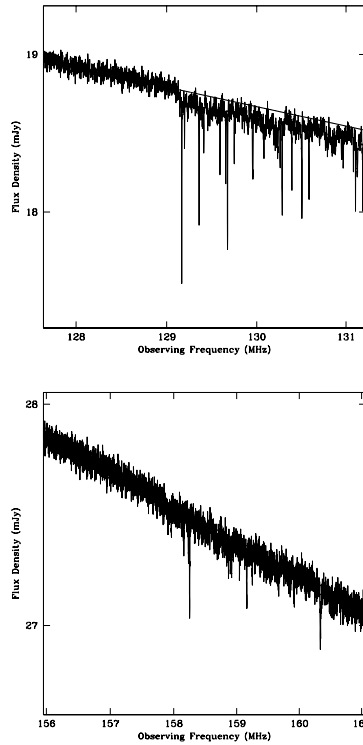 19
18
Flux Density (mJy)
128 129 130 131
Observing Frequency (MHz)
28
27
Flux Density (mJy)
156 157 158 159 160
Observing Frequency (MHz)